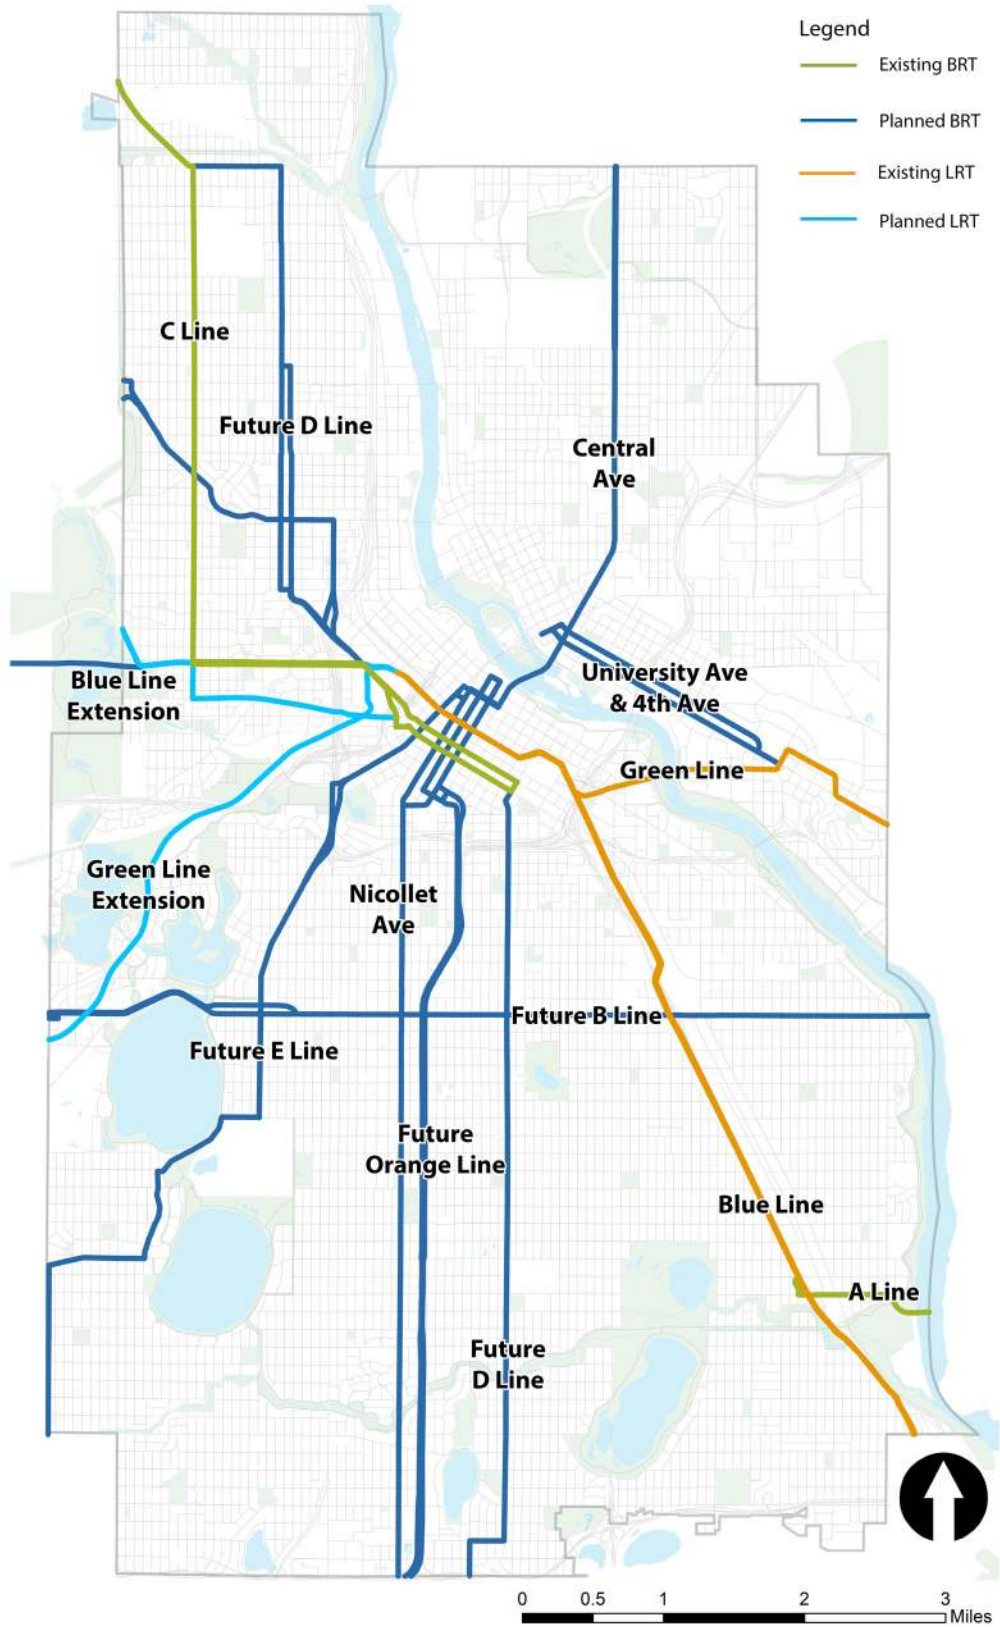 Legend
Existing BRT
Planned BRT
Existing LRT
Planned LRT
C Line
Future D Line
Central
Ave
University Ave
& 4th Ave
Blue Line
Extension
Green Line
Green Line
Extension
Nicollet
Ave
Future B Line
Future E Line
Future
Orange Line
Blue Line
A Line
Future
D Line
0 0.5 1 2 3
Miles